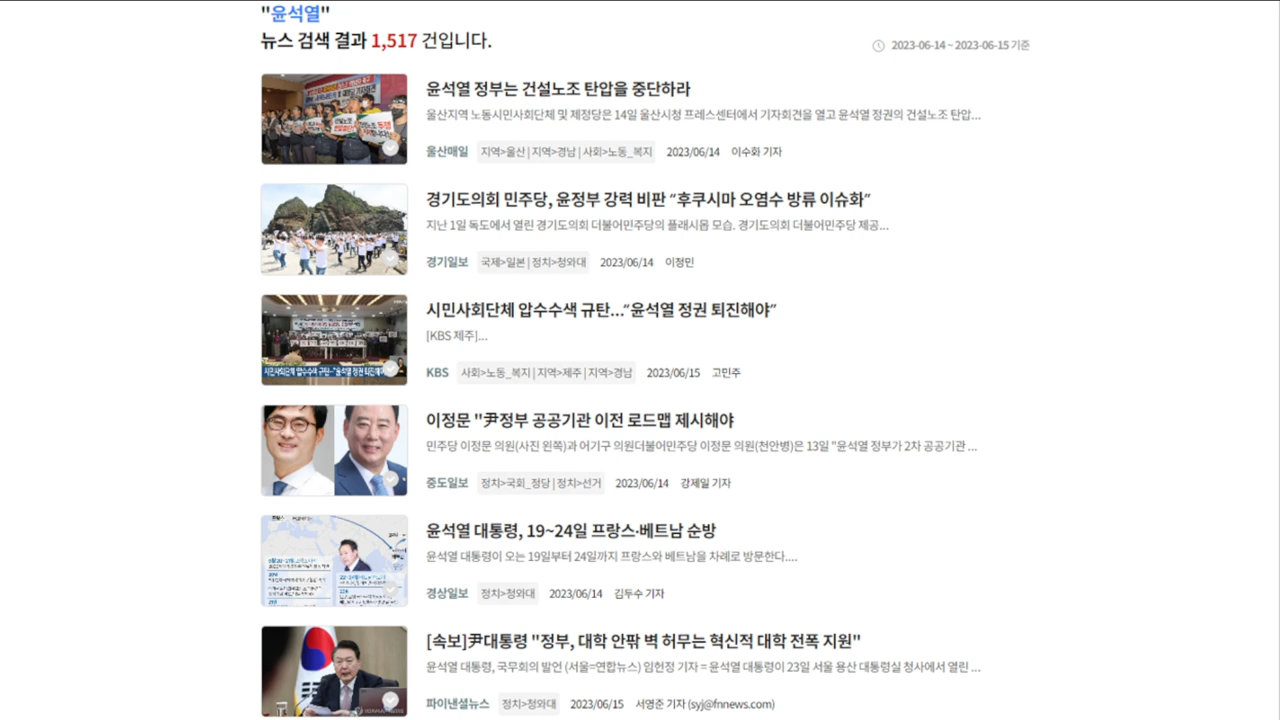 "윤석열"
뉴스 검색 결과 1,517 건입니다.
2023-06-14 ~ 2023-06-15 기준
윤석열 정부는 건설노조 탄압을 중단하라
울산지역 노동시민사회단체 및 제정당은 14일 울산시청 프레스센터에서 기자회견을 열고 윤석열 정권의 건설노조 탄압...
울산매일 지역>울산 | 지역>경남 | 사회>노동_복지 2023/06/14 이수화 기자
경기도의회 민주당, 윤정부 강력 비판 “후쿠시마 오염수 방류 이슈화”
지난 1일 독도에서 열린 경기도의회 더불어민주당의 플래시몹 모습. 경기도의회 더불어민주당 제공...
경기일보 국제>일본 | 정치>청와대 2023/06/14 이정민
시민사회단체 압수수색 규탄…“윤석열 정권 퇴진해야”
[KBS 제주]...
시민사회단체 압수수색 규탄…“윤석열 정권 퇴진해야”
KBS 사회>노동_복지 | 지역>제주 | 지역>경남 2023/06/15 고민주
이정문 "尹정부 공공기관 이전 로드맵 제시해야
민주당 이정문 의원(사진 왼쪽)과 어기구 의원더불어민주당 이정문 의원(천안병)은 13일 "윤석열 정부가 2차 공공기관 ...
중도일보 정치>국회_정당 | 정치>선거 2023/06/14 강제일 기자
윤석열 대통령, 19~24일 프랑스·베트남 순방
윤석열 대통령이 오는 19일부터 24일까지 프랑스와 베트남을 차례로 방문한다....
경상일보 정치>청와대 2023/06/14 김두수 기자
[속보]尹대통령 "정부, 대학 안팎 벽 허무는 혁신적 대학 전폭 지원"
윤석열 대통령, 국무회의 발언 (서울=연합뉴스) 임헌정 기자 = 윤석열 대통령이 23일 서울 용산 대통령실 청사에서 열린 ...
파이낸셜뉴스 정치>청와대 2023/06/15 서영준 기자 (syj@fnnews.com)